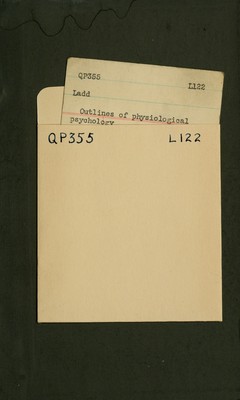 QP355 L122
Ladd
Outlines of physiological
psychology
QP355 L122